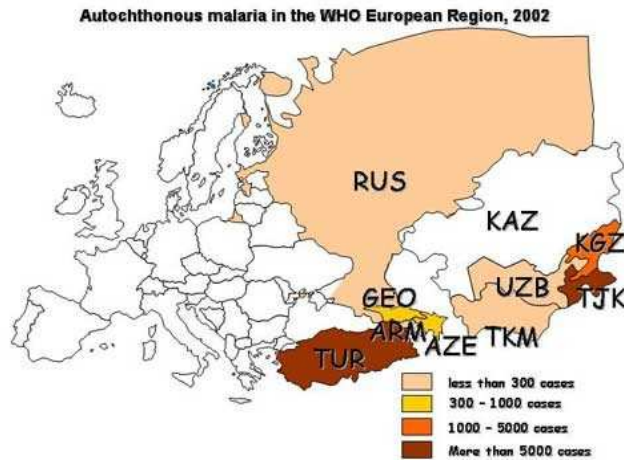 Autochthonous malaria in the WHO European Region, 2002
RUS
KAZ
KGZ
UZB
TJK
GEO
ARM
AZE
TKM
TUR
less than 300 cases
300 - 1000 cases
1000 - 5000 cases
More than 5000 cases